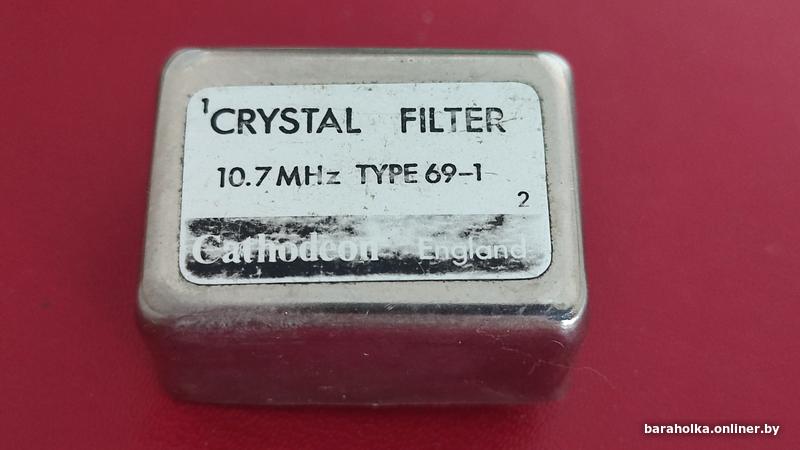 1
CRYSTAL FILTER
10.7 MHz TYPE 69-1
2
Cathodeon England
baraholka.onliner.by